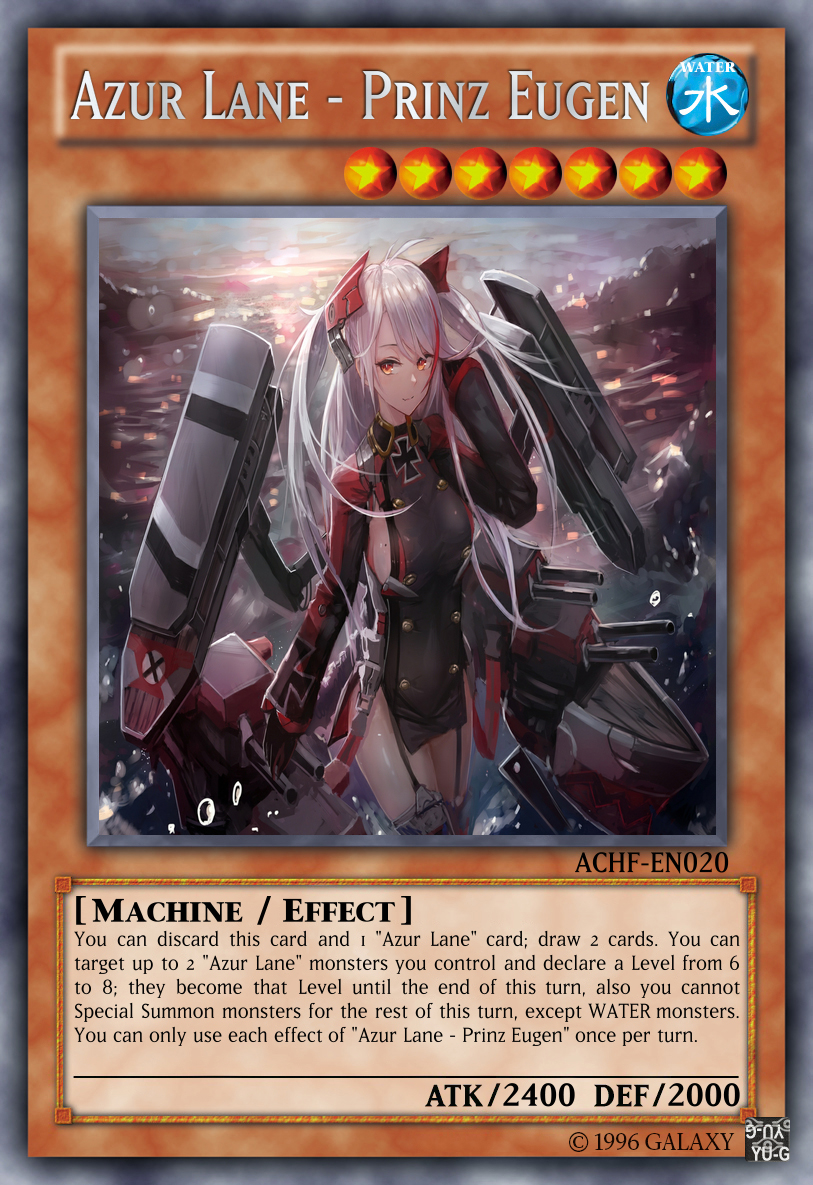 Azur Lane - Prinz Eugen
WATER
水
ACHF-EN020
[ Machine / Effect ]
You can discard this card and 1 "Azur Lane" card; draw 2 cards. You can
target up to 2 "Azur Lane" monsters you control and declare a Level from 6
to 8; they become that Level until the end of this turn, also you cannot
Special Summon monsters for the rest of this turn, except WATER monsters.
You can only use each effect of "Azur Lane - Prinz Eugen" once per turn.
ATK/2400 DEF/2000
© 1996 GALAXY
YU-G
YU-G